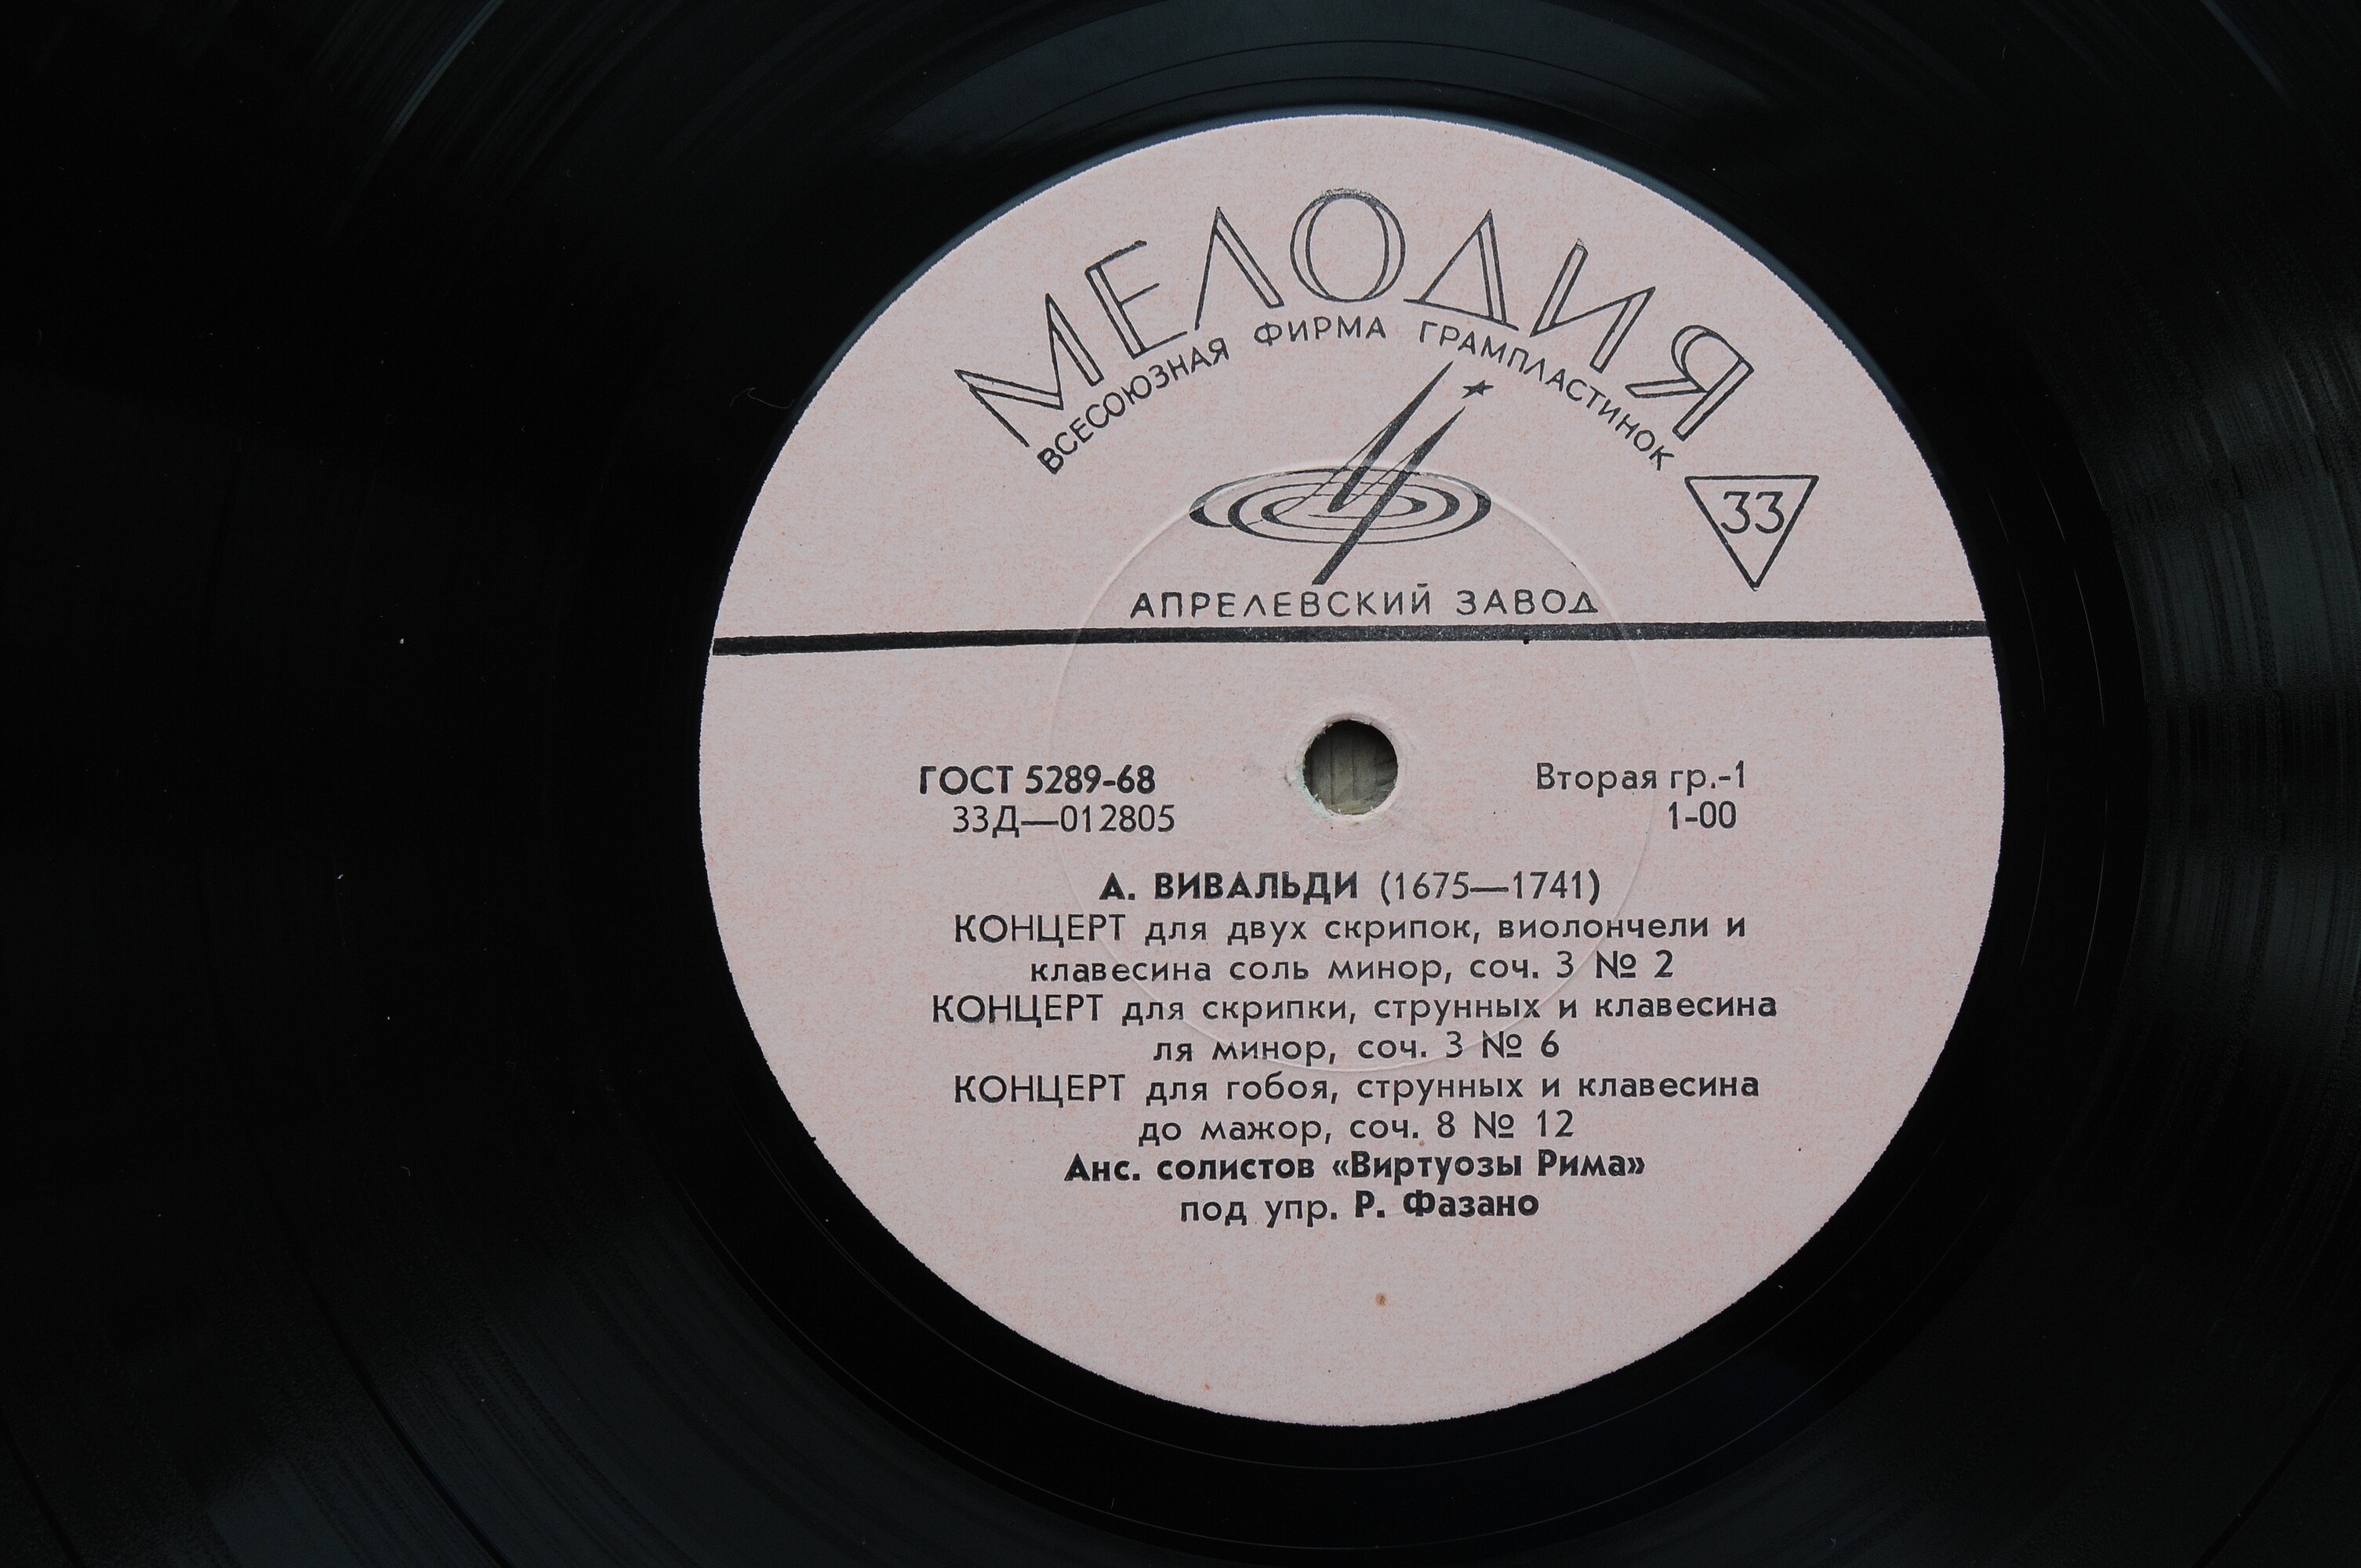 МЕЛОДИЯ
ВСЕСОЮЗНАЯ ФИРМА ГРАМПЛАСТИНОК
33
АПРЕЛЕВСКИЙ ЗАВОД
ГОСТ 5289-68
Вторая гр.-1
33Д—012805
1-00
А. ВИВАЛЬДИ (1675—1741)
КОНЦЕРТ для двух скрипок, виолончели и
клавесина соль минор, соч. 3 № 2
КОНЦЕРТ для скрипки, струнных и клавесина
ля минор, соч. 3 № 6
КОНЦЕРТ для гобоя, струнных и клавесина
до мажор, соч. 8 № 12
Анс. солистов «Виртуозы Рима»
под упр. Р. Фазано